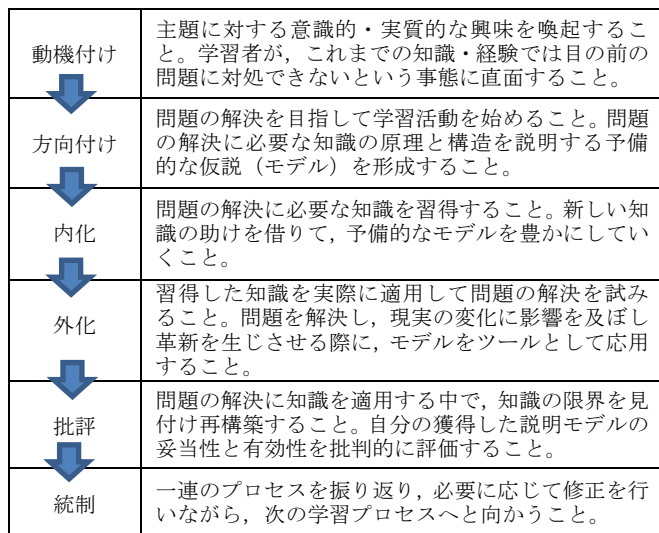 動機付け
主題に対する意識的・実質的な興味を喚起するこ
と。学習者が，これまでの知識・経験では目の前の
問題に対処できないという事態に直面すること。
方向付け
問題の解決を目指して学習活動を始めること。問題
の解決に必要な知識の原理と構造を説明する予備
的な仮説（モデル）を形成すること。
内化
問題の解決に必要な知識を習得すること。新しい知
識の助けを借りて，予備的なモデルを豊かにしてい
くこと。
外化
習得した知識を実際に適用して問題の解決を試み
ること。問題を解決し，現実の変化に影響を及ぼし
革新を生じさせる際に，モデルをツールとして応用
すること。
批評
問題の解決に知識を適用する中で，知識の限界を見
付け再構築すること。自分の獲得した説明モデルの
妥当性と有効性を批判的に評価すること。
統制
一連のプロセスを振り返り，必要に応じて修正を行
いながら，次の学習プロセスへと向かうこと。